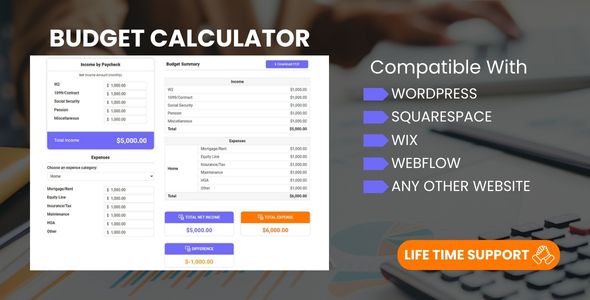 BUDGET CALCULATOR
Income by Paycheck
Net Income Amount (monthly)
W2 $ 1,000.00
1099/Contract $ 1,000.00
Social Security $ 1,000.00
Pension $ 1,000.00
Miscellaneous $ 1,000.00
Total Income $5,000.00
Expenses
Choose an expense category:
Home
Mortgage/Rent $ 1,000.00
Equity Line $ 1,000.00
Insurance/Tax $ 1,000.00
Maintenance $ 1,000.00
HOA $ 1,000.00
Other $ 1,000.00
Budget Summary
Download PDF
Income
W2 $1,000.00
1099/Contract $1,000.00
Social Security $1,000.00
Pension $1,000.00
Miscellaneous $1,000.00
Total $5,000.00
Expenses
Home
Mortgage/Rent $1,000.00
Equity Line $1,000.00
Insurance/Tax $1,000.00
Maintenance $1,000.00
HOA $1,000.00
Other $1,000.00
Total $6,000.00
TOTAL NET INCOME
$5,000.00
TOTAL EXPENSE
$6,000.00
DIFFERENCE
$-1,000.00
Compatible With
WORDPRESS
SQUARESPACE
WIX
WEBFLOW
ANY OTHER WEBSITE
LIFE TIME SUPPORT